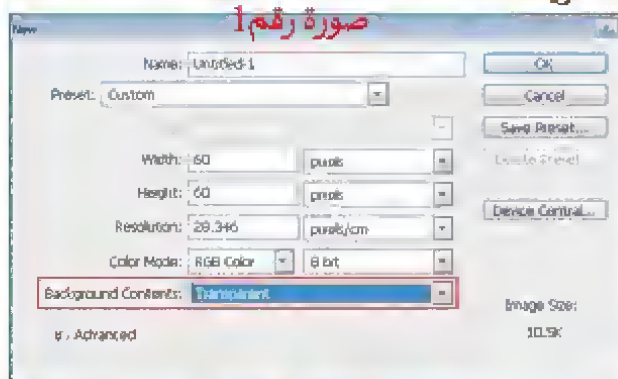 صورة رقم1
New
Name: Untitled-1
OK
Preset: Custom
Cancel
Save Preset...
Width: 60 pixels
Delete Preset...
Height: 60 pixels
Device Central...
Resolution: 28.346 pixels/cm
Color Mode: RGB Color 8 bit
Background Contents: Transparent
Image Size:
Advanced
10.5K